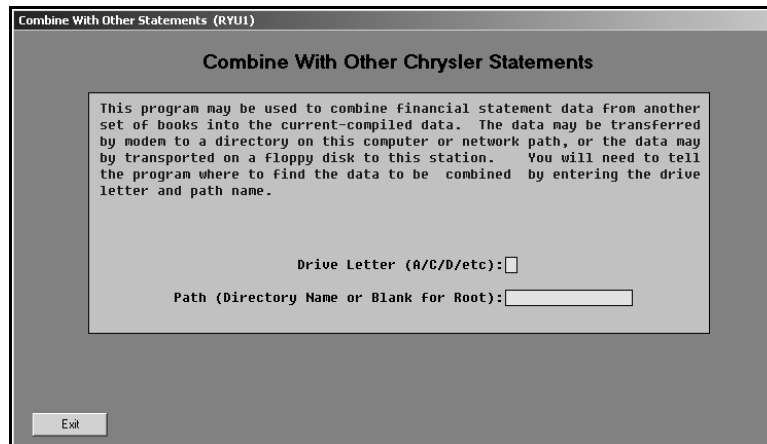 Combine With Other Statements (RYU1)
Combine With Other Chrysler Statements
This program may be used to combine financial statement data from another
set of books into the current-compiled data.  The data may be transferred
by modem to a directory on this computer or network path, or the data may
by transported on a floppy disk to this station.    You will need to tell
the program where to find the data to be  combined  by entering the drive
letter and path name.
Drive Letter (A/C/D/etc):
Path (Directory Name or Blank for Root):
Exit